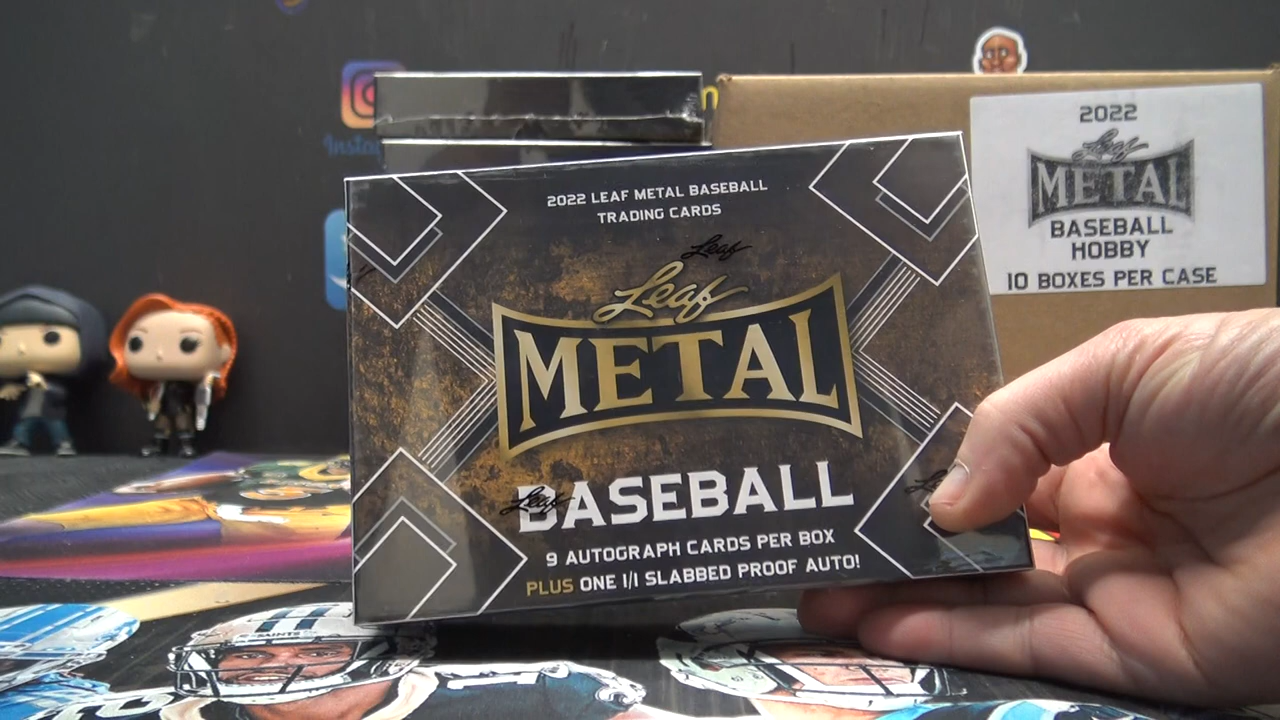 2022 LEAF METAL BASEBALL
TRADING CARDS
Leaf
Leaf
METAL
Leaf
BASEBALL
9 AUTOGRAPH CARDS PER BOX
PLUS ONE 1/1 SLABBED PROOF AUTO!
2022
Leaf
METAL
BASEBALL
HOBBY
10 BOXES PER CASE
SAINTS